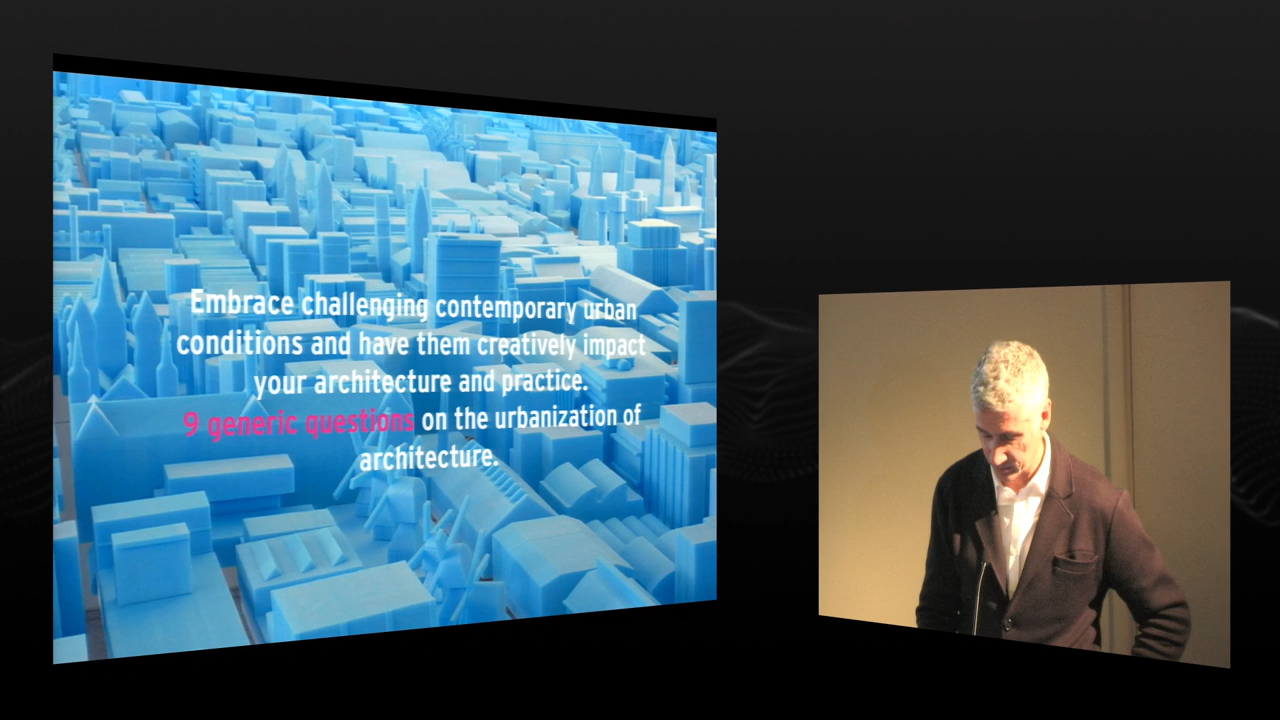 Embrace challenging contemporary urban
conditions and have them creatively impact
your architecture and practice.
9 generic questions on the urbanization of
architecture.